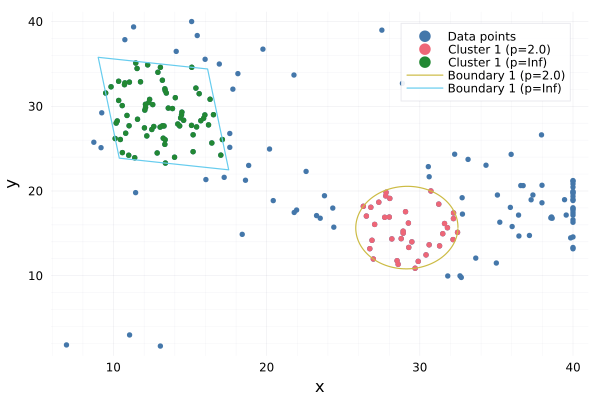 40
30
20
10
y
10
20
30
40
x
Data points
Cluster 1 (p=2.0)
Cluster 1 (p=Inf)
Boundary 1 (p=2.0)
Boundary 1 (p=Inf)